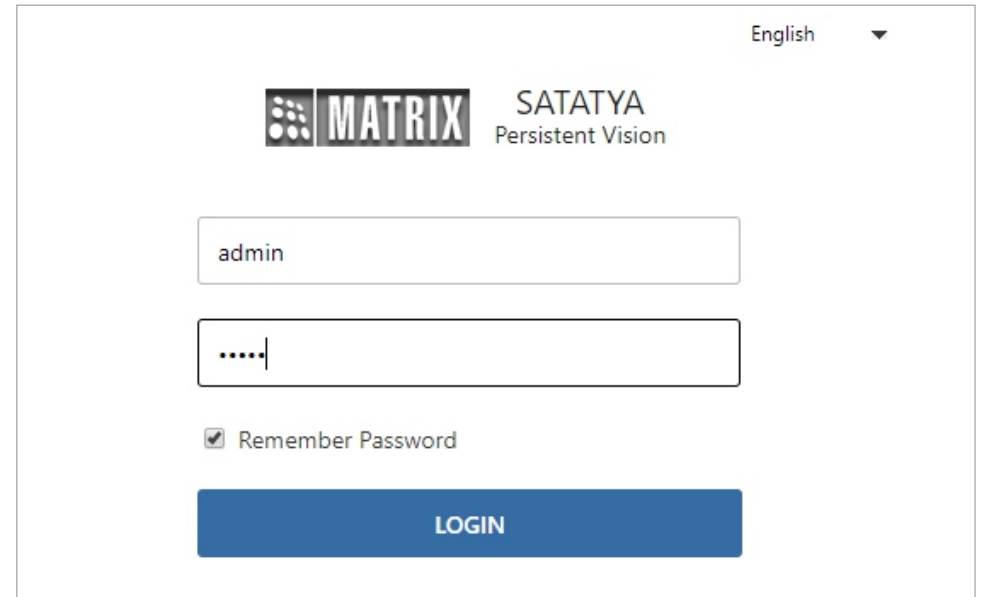 English
MATRIX
SATATYA
Persistent Vision
admin
•••••
Remember Password
LOGIN